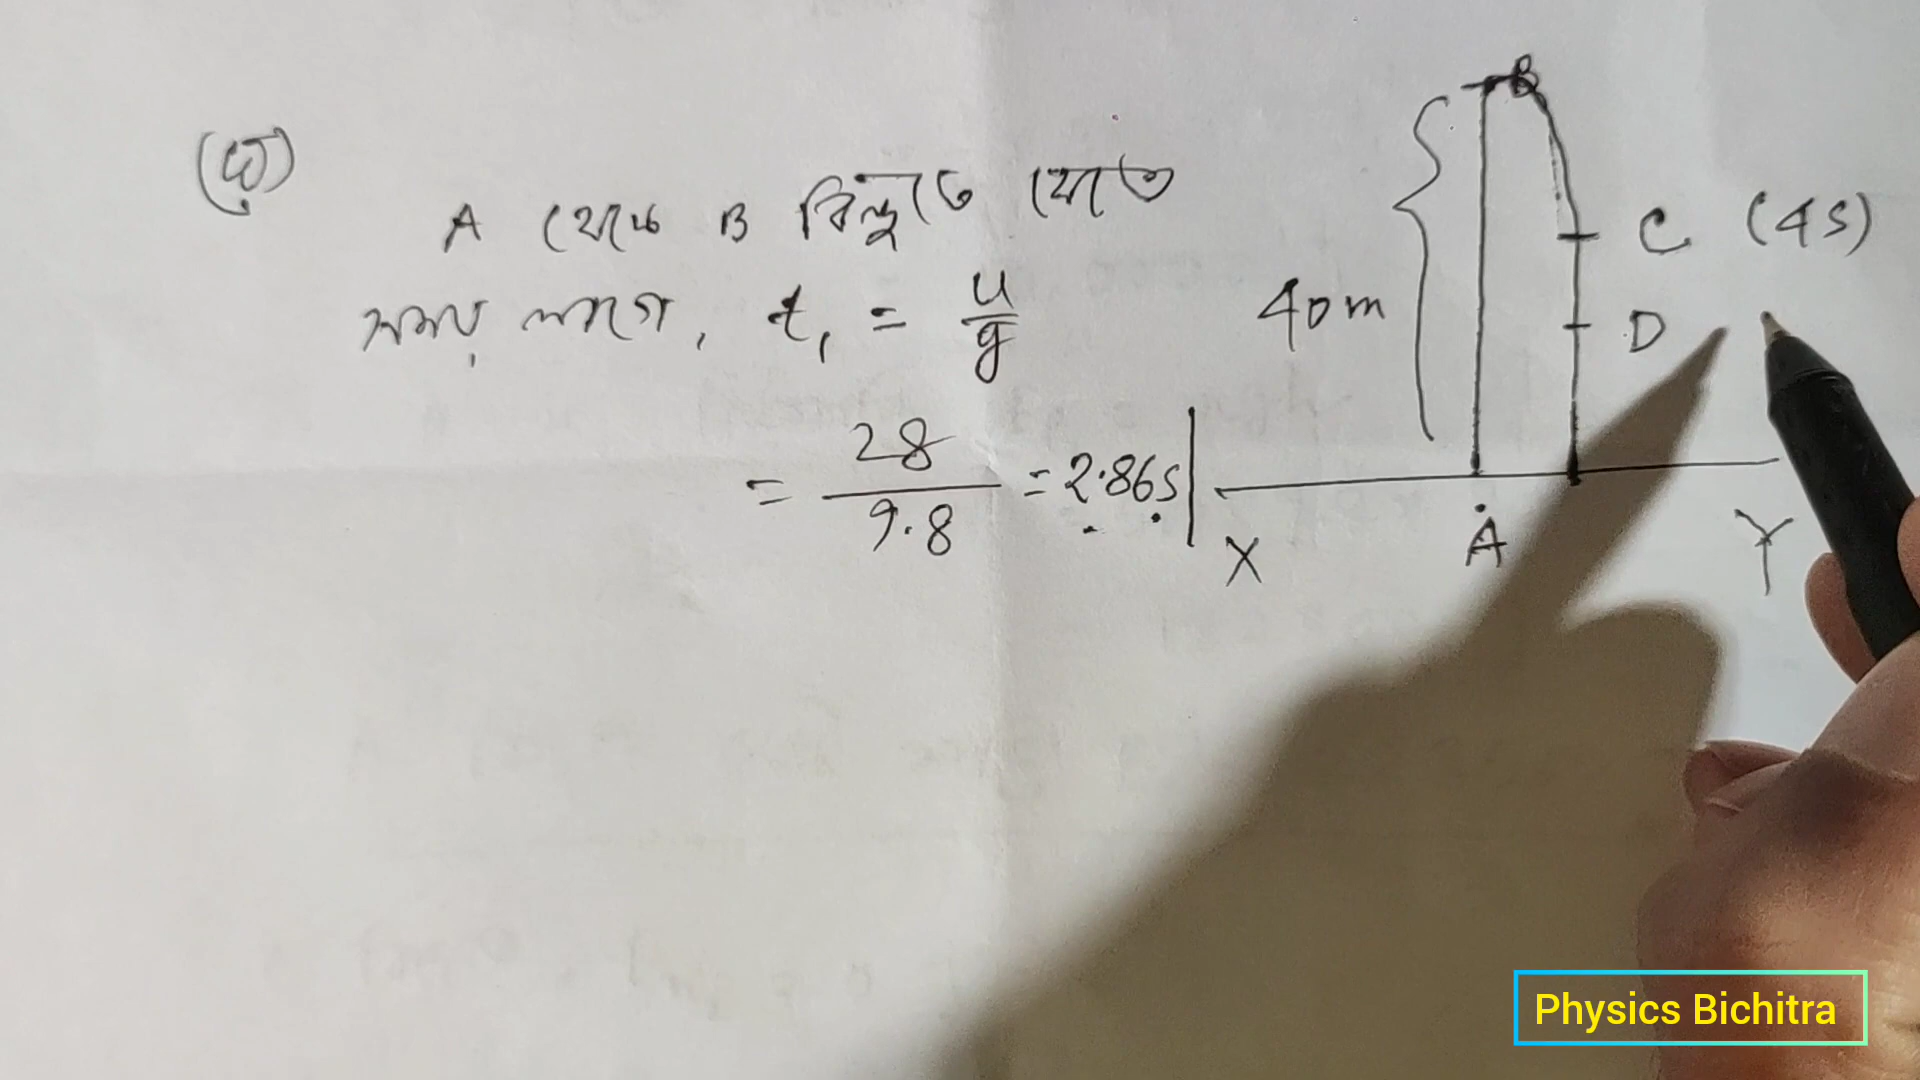 (ঘ)
A থেকে B বিন্দুতে যেতে
সময় লাগে, t₁ = u/g
= 28/9.8 = 2.86s
B
C (4s)
40m
D
X A Y
Physics Bichitra